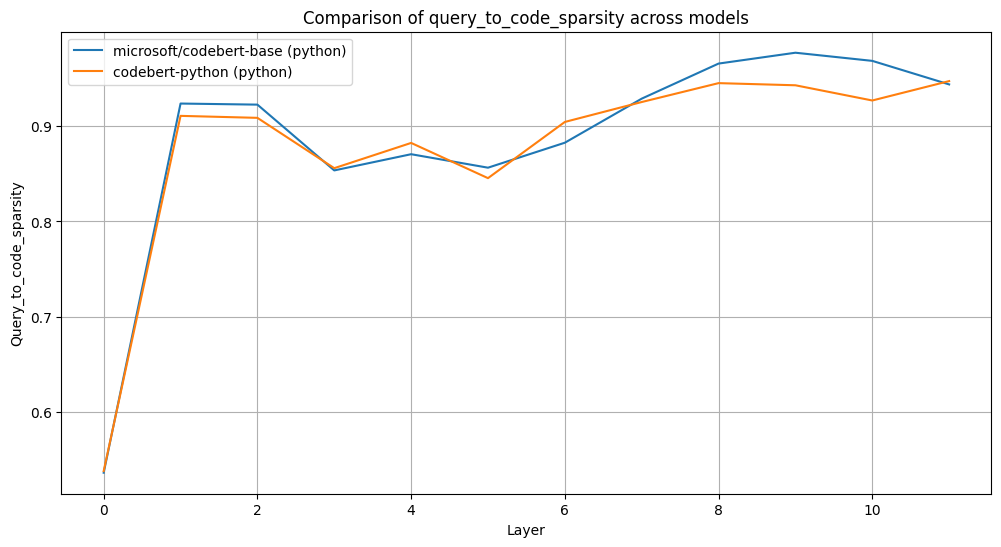 Comparison of query_to_code_sparsity across models
microsoft/codebert-base (python)
codebert-python (python)
Query_to_code_sparsity
0.9
0.8
0.7
0.6
0 2 4 6 8 10
Layer